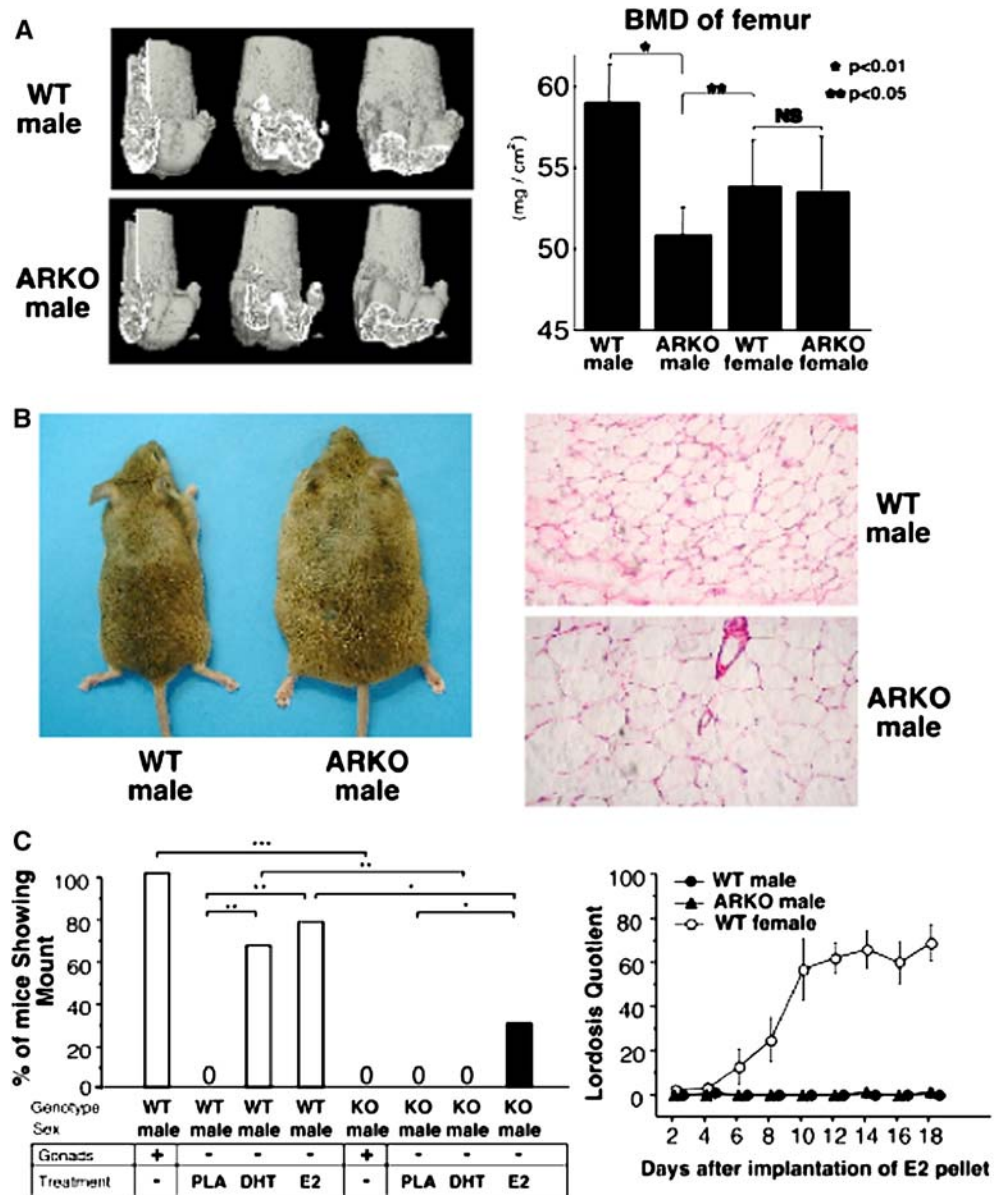 A
WT
male
ARKO
male
BMD of femur
* p<0.01
** p<0.05
(mg / cm²)
60
55
50
45
*
**
NS
WT ARKO WT ARKO
male male female female
B
WT
male
ARKO
male
WT
male
ARKO
male
C
% of mice Showing
Mount
100
80
60
40
20
0
***
**
**
**
*
*
0 0 0 0
Genotype WT WT WT WT KO KO KO KO
Sex male male male male male male male male
Gonads + - - - + - - -
Treatment - PLA DHT E2 - PLA DHT E2
Lordosis Quotient
100
80
60
40
20
0
WT male
ARKO male
WT female
2 4 6 8 10 12 14 16 18
Days after implantation of E2 pellet